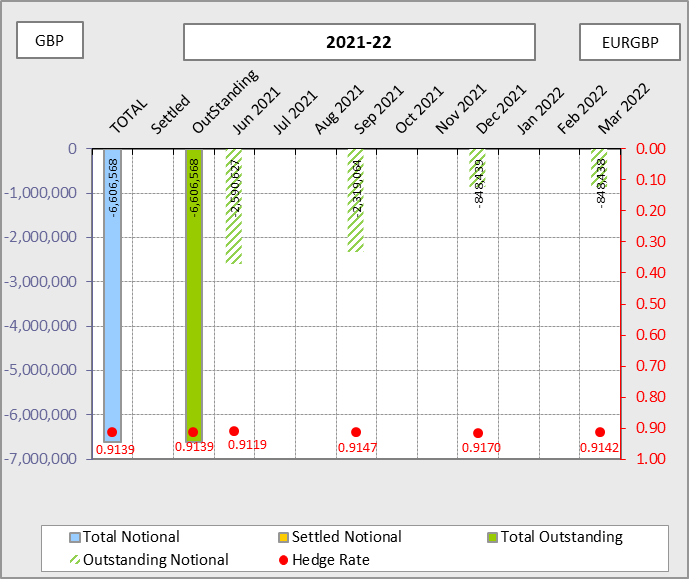 GBP
2021-22
EURGBP
TOTAL
Settled
OutStanding
Jun 2021
Jul 2021
Aug 2021
Sep 2021
Oct 2021
Nov 2021
Dec 2021
Jan 2022
Feb 2022
Mar 2022
0
-1,000,000
-2,000,000
-3,000,000
-4,000,000
-5,000,000
-6,000,000
-7,000,000
-6,606,568
-6,606,568
-2,590,627
-2,319,064
-848,439
-848,438
0.9139
0.9139
0.9119
0.9147
0.9170
0.9142
0.00
0.10
0.20
0.30
0.40
0.50
0.60
0.70
0.80
0.90
1.00
Total Notional
Settled Notional
Total Outstanding
Outstanding Notional
Hedge Rate